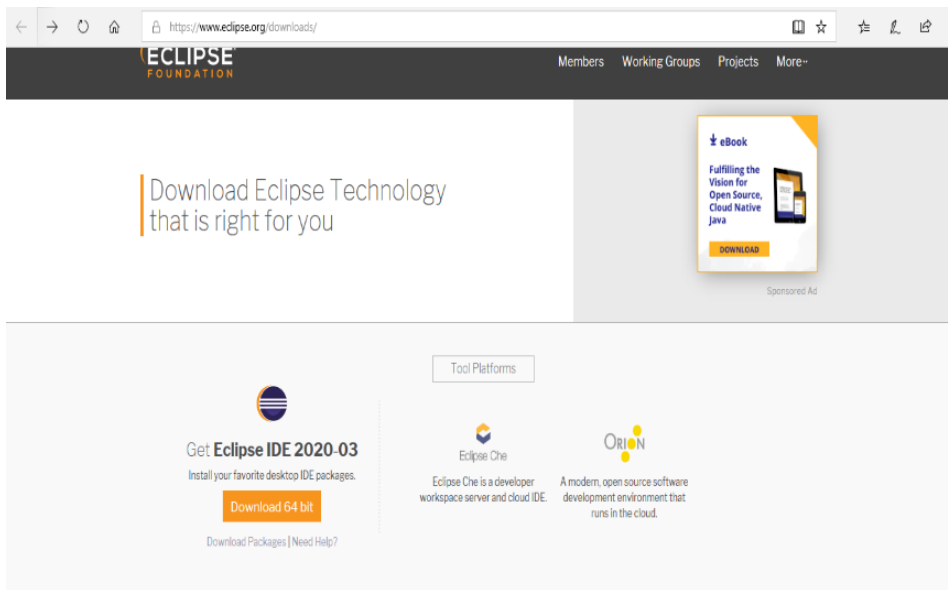 https://www.eclipse.org/downloads/
ECLIPSE
FOUNDATION
Members Working Groups Projects More
Download Eclipse Technology
that is right for you
eBook
Fulfilling the
Vision for
Open Source,
Cloud Native
Java
DOWNLOAD
Sponsored Ad
Tool Platforms
Get Eclipse IDE 2020-03
Install your favorite desktop IDE packages.
Download 64 bit
Download Packages | Need Help?
Eclipse Che
Eclipse Che is a developer
workspace server and cloud IDE.
ORION
A modern, open source software
development environment that
runs in the cloud.